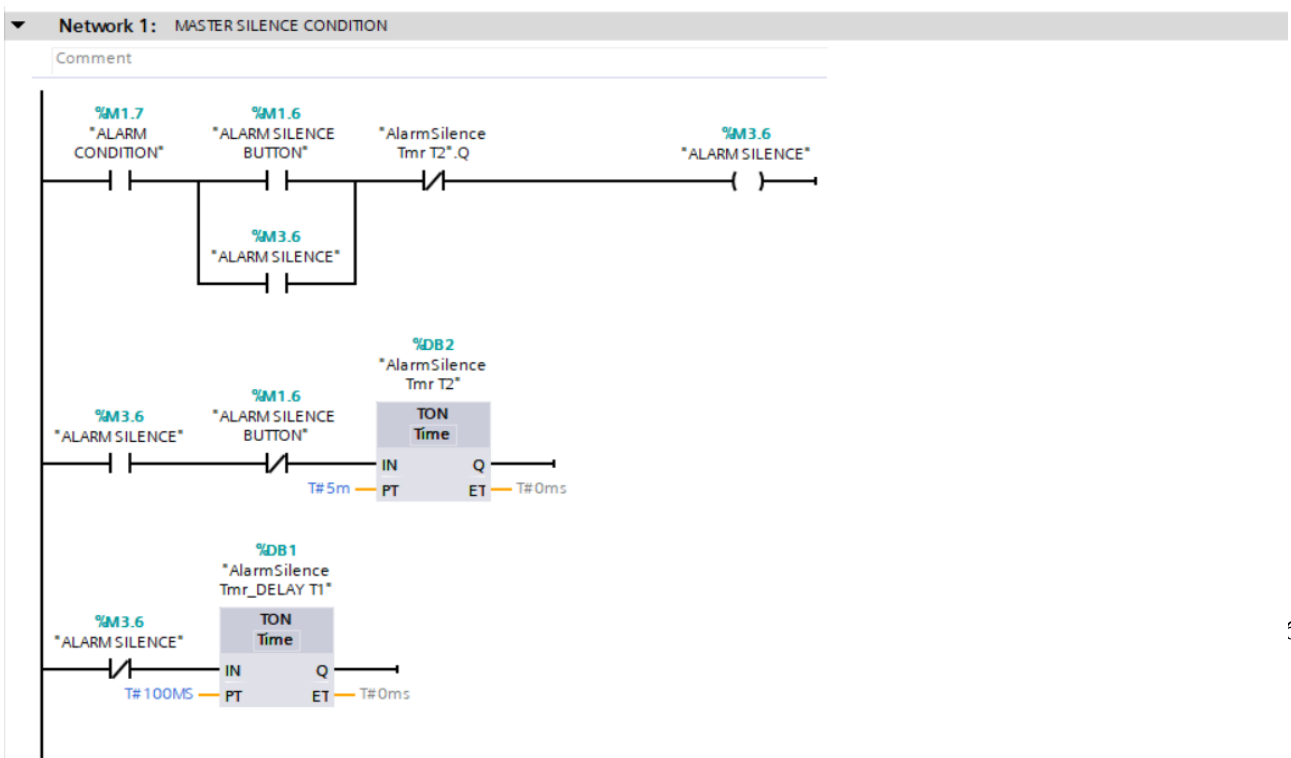 Network 1: MASTER SILENCE CONDITION
Comment
%M1.7
"ALARM
CONDITION"
%M1.6
"ALARM SILENCE
BUTTON"
"AlarmSilence
Tmr T2".Q
%M3.6
"ALARM SILENCE"
%M3.6
"ALARM SILENCE"
%DB2
"AlarmSilence
Tmr T2"
%M3.6
"ALARM SILENCE"
%M1.6
"ALARM SILENCE
BUTTON"
TON
Time
IN Q
T#5m PT ET T#0ms
%DB1
"AlarmSilence
Tmr_DELAY T1"
%M3.6
"ALARM SILENCE"
TON
Time
IN Q
T#100MS PT ET T#0ms